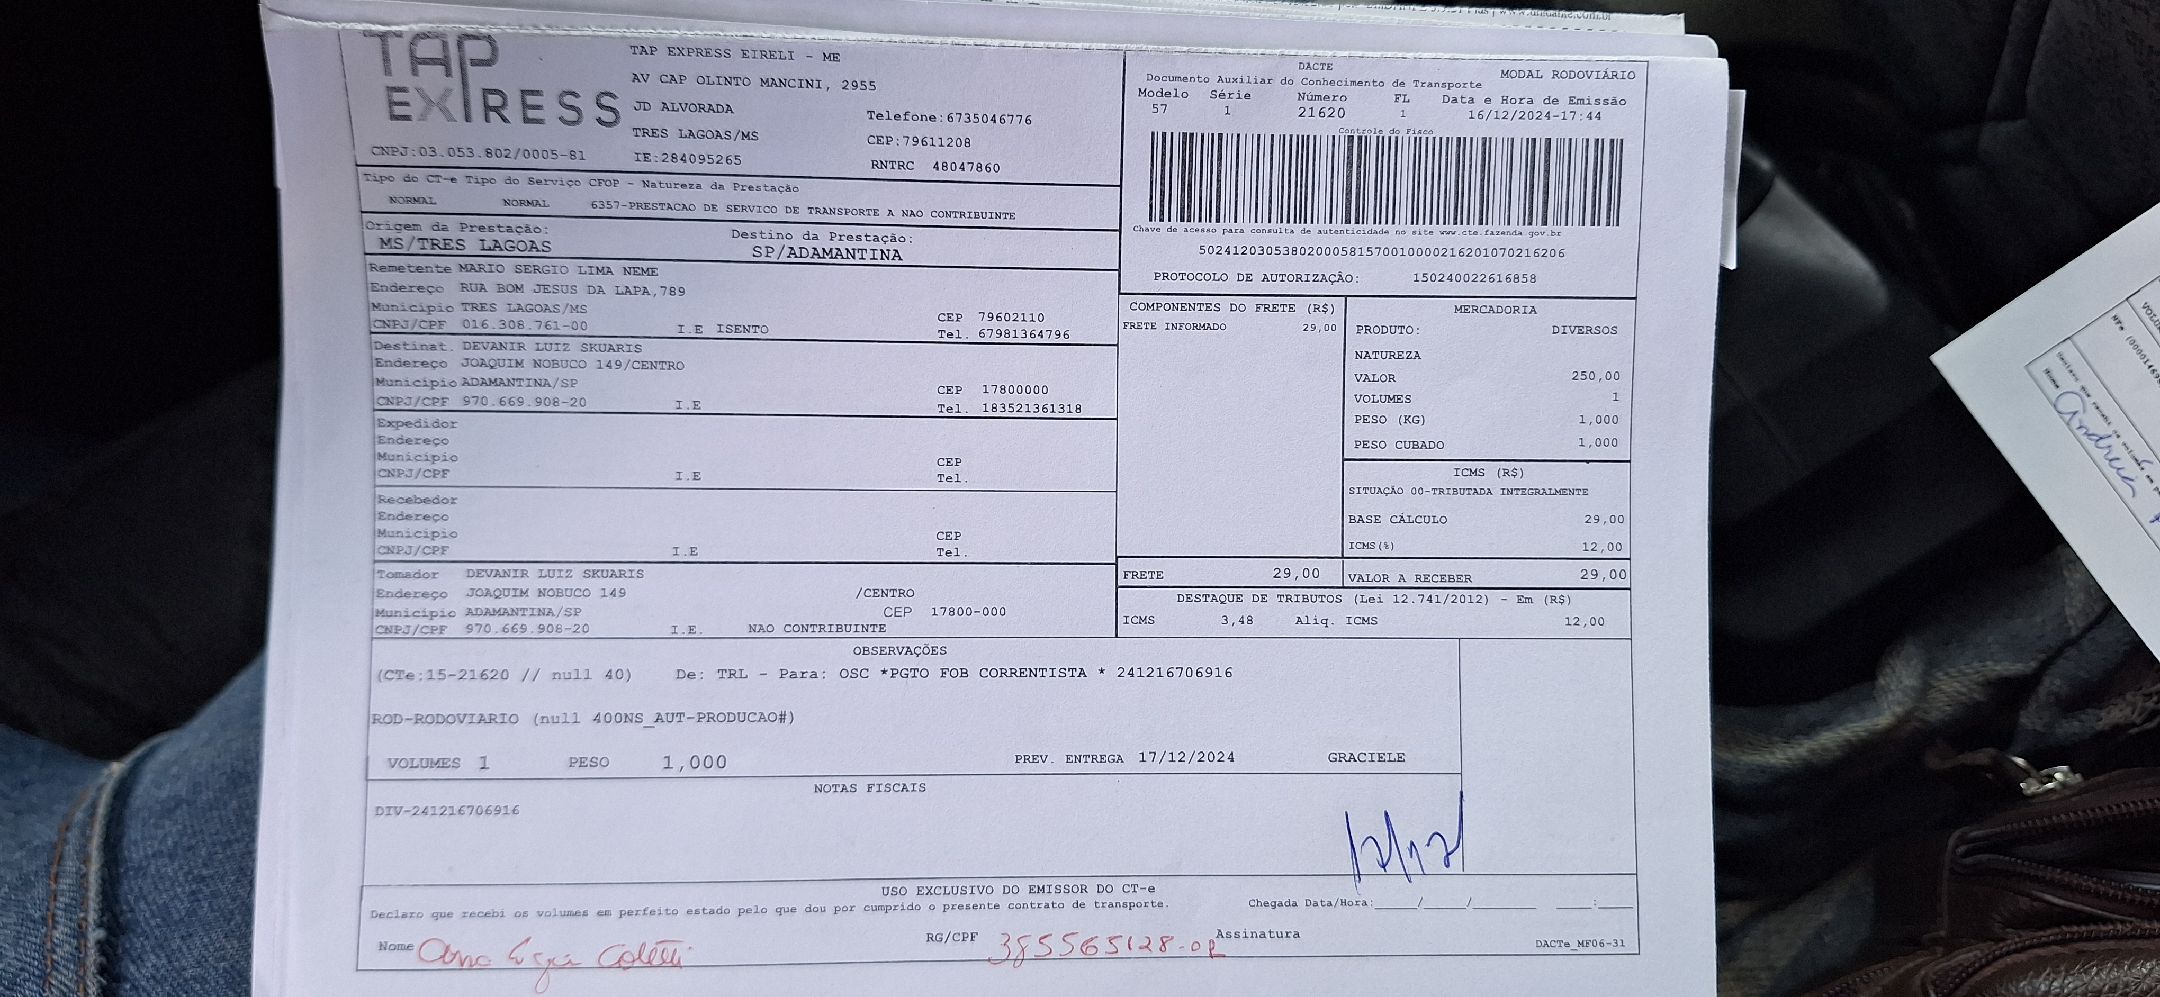 TAP
EXPRESS
CNPJ:03.053.802/0005-81
TAP EXPRESS EIRELI - ME
AV CAP OLINTO MANCINI, 2955
JD ALVORADA
Telefone:6735046776
TRES LAGOAS/MS
CEP:79611208
IE:284095265
RNTRC 48047860
DACTE
MODAL RODOVIÁRIO
Documento Auxiliar do Conhecimento de Transporte
Modelo Série Número FL Data e Hora de Emissão
57 1 21620 1 16/12/2024-17:44
Controle do Fisco
Chave de acesso para consulta de autenticidade no site www.cte.fazenda.gov.br
50241203053802000581570010000216201070216206
PROTOCOLO DE AUTORIZAÇÃO: 150240022616858
Tipo do CT-e Tipo do Serviço CFOP - Natureza da Prestação
NORMAL NORMAL 6357-PRESTACAO DE SERVICO DE TRANSPORTE A NAO CONTRIBUINTE
Origem da Prestação: Destino da Prestação:
MS/TRES LAGOAS SP/ADAMANTINA
Remetente MARIO SERGIO LIMA NEME
Endereço RUA BOM JESUS DA LAPA,789
Municipio TRES LAGOAS/MS CEP 79602110
CNPJ/CPF 016.308.761-00 I.E ISENTO Tel. 67981364796
Destinat. DEVANIR LUIZ SKUARIS
Endereço JOAQUIM NOBUCO 149/CENTRO
Municipio ADAMANTINA/SP CEP 17800000
CNPJ/CPF 970.669.908-20 I.E Tel. 183521361318
Expedidor
Endereço
Municipio CEP
CNPJ/CPF I.E Tel.
Recebedor
Endereço
Municipio CEP
CNPJ/CPF I.E Tel.
Tomador DEVANIR LUIZ SKUARIS
Endereço JOAQUIM NOBUCO 149 /CENTRO
Municipio ADAMANTINA/SP CEP 17800-000
CNPJ/CPF 970.669.908-20 I.E. NAO CONTRIBUINTE
COMPONENTES DO FRETE (R$)
FRETE INFORMADO 29,00
MERCADORIA
PRODUTO: DIVERSOS
NATUREZA
VALOR 250,00
VOLUMES 1
PESO (KG) 1,000
PESO CUBADO 1,000
ICMS (R$)
SITUAÇÃO 00-TRIBUTADA INTEGRALMENTE
BASE CÁLCULO 29,00
ICMS(%) 12,00
FRETE 29,00 VALOR A RECEBER 29,00
DESTAQUE DE TRIBUTOS (Lei 12.741/2012) - Em (R$)
ICMS 3,48 Aliq. ICMS 12,00
OBSERVAÇÕES
(CTe:15-21620 // null 40) De: TRL - Para: OSC *PGTO FOB CORRENTISTA * 241216706916
ROD-RODOVIARIO (null 400NS_AUT-PRODUCAO#)
VOLUMES 1 PESO 1,000 PREV. ENTREGA 17/12/2024 GRACIELE
NOTAS FISCAIS
DIV-241216706916
USO EXCLUSIVO DO EMISSOR DO CT-e
Declaro que recebi os volumes em perfeito estado pelo que dou por cumprido o presente contrato de transporte. Chegada Data/Hora:____/____/______ ____:____
Nome Ana RG/CPF Assinatura
DACTe_MF06-31
Andreia